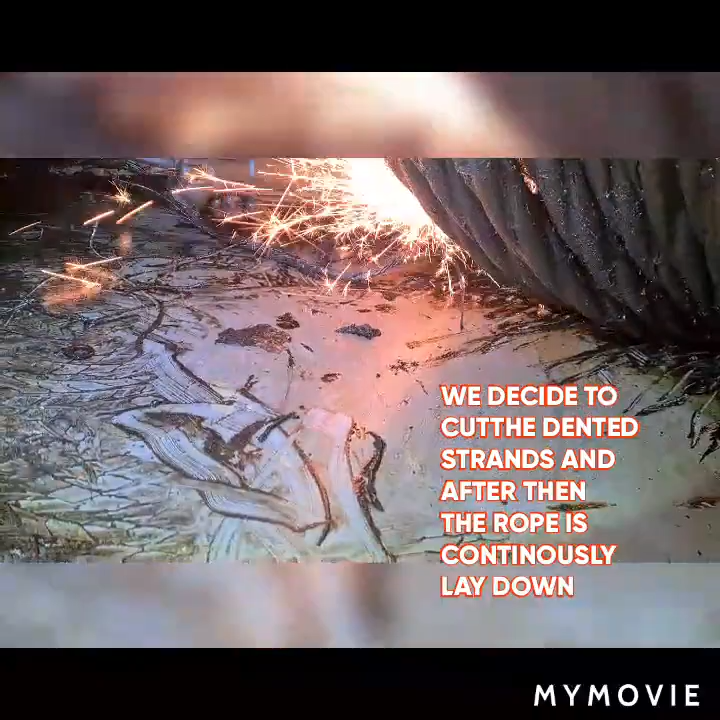 WE DECIDE TO
CUTTHE DENTED
STRANDS AND
AFTER THEN
THE ROPE IS
CONTINOUSLY
LAY DOWN
MYMOVIE